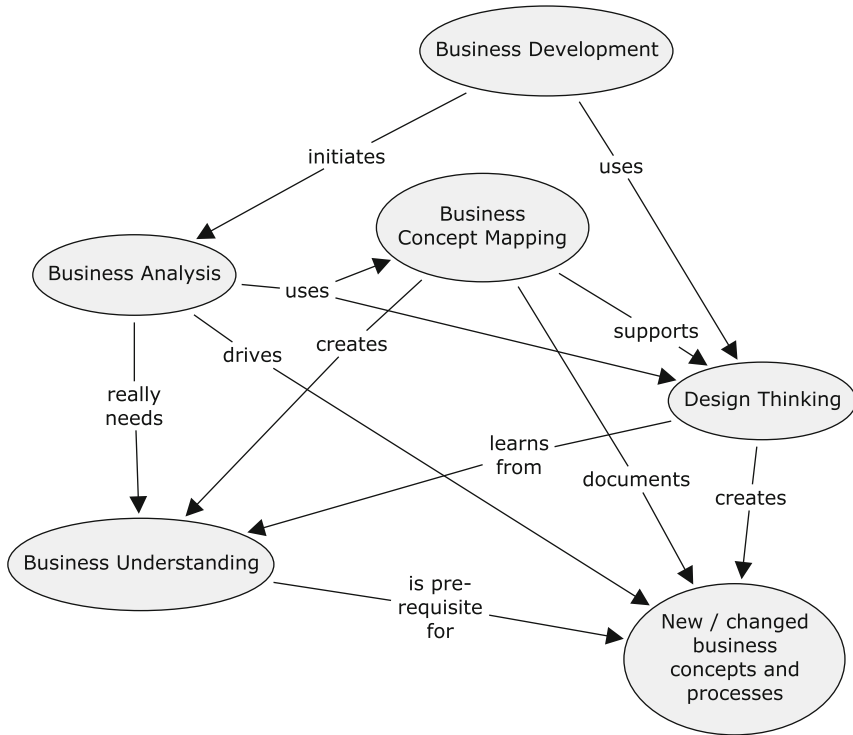 Business Development
initiates
uses
Business
Concept Mapping
Business Analysis
uses
supports
creates
drives
really
needs
Design Thinking
learns
from
documents
creates
Business Understanding
is pre-
requisite
for
New / changed
business
concepts and
processes